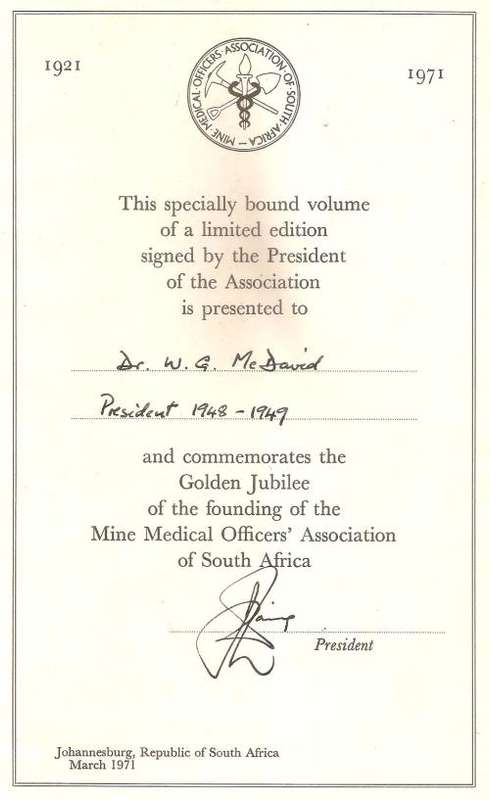 1921
1971
MINE MEDICAL OFFICERS ASSOCIATION OF SOUTH AFRICA
This specially bound volume
of a limited edition
signed by the President
of the Association
is presented to
Dr. W. G. McDavid
President 1948-1949
and commemorates the
Golden Jubilee
of the founding of the
Mine Medical Officers' Association
of South Africa
President
Johannesburg, Republic of South Africa
March 1971